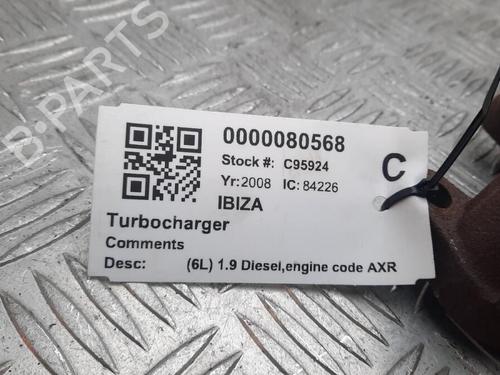 B-PARTS
0000080568
Stock #: C95924
C
Yr:2008 IC:84226
IBIZA
Turbocharger
Comments
Desc: (6L) 1.9 Diesel,engine code AXR